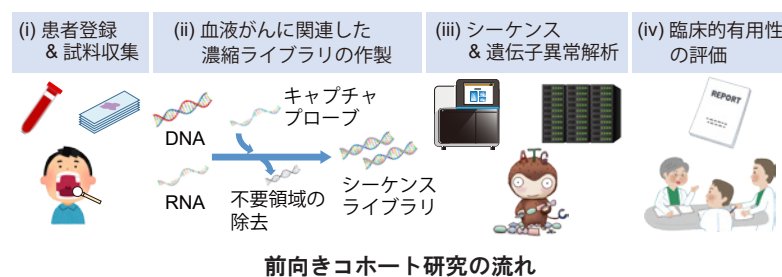 (i) 患者登録
& 試料収集
(ii) 血液がんに関連した
濃縮ライブラリの作製
(iii) シーケンス
& 遺伝子異常解析
(iv) 臨床的有用性
の評価
DNA
キャプチャ
プローブ
RNA
不要領域の
除去
シーケンス
ライブラリ
ATC
REPORT
前向きコホート研究の流れ